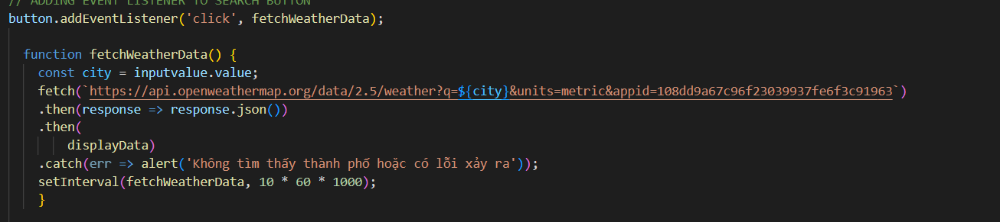 // ADDING EVENT LISTENER TO SEARCH BUTTON
button.addEventListener('click', fetchWeatherData);
function fetchWeatherData() {
const city = inputvalue.value;
fetch(`https://api.openweathermap.org/data/2.5/weather?q=${city}&units=metric&appid=108dd9a67c96f23039937fe6f3c91963`)
.then(response => response.json())
.then(
displayData)
.catch(err => alert('Không tìm thấy thành phố hoặc có lỗi xảy ra'));
setInterval(fetchWeatherData, 10 * 60 * 1000);
}